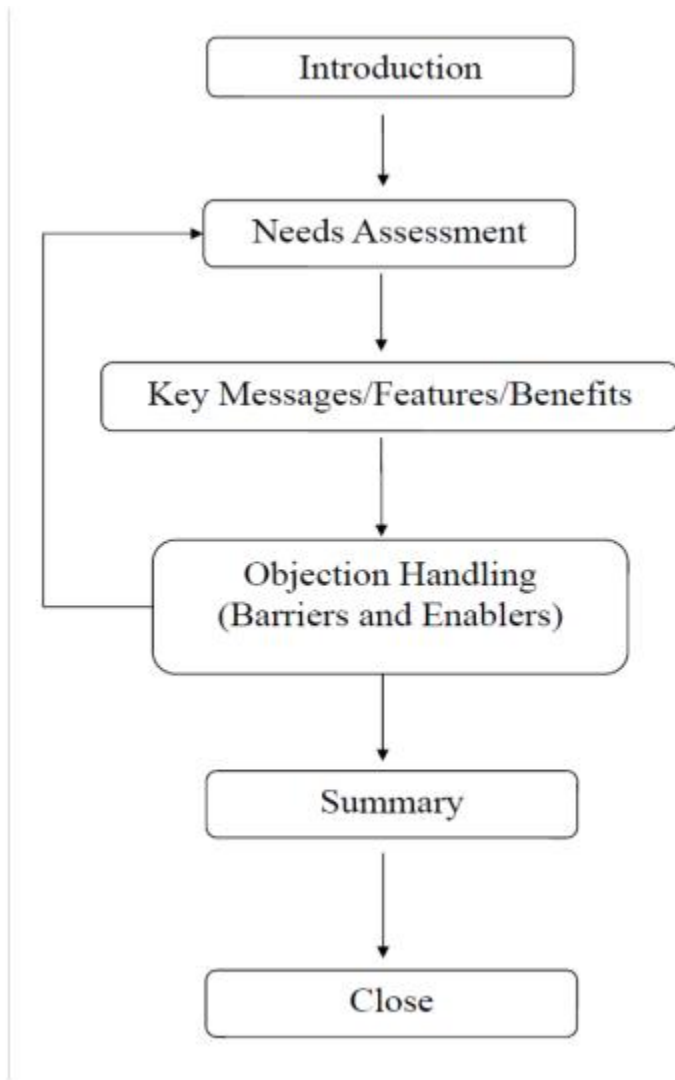 Introduction
Needs Assessment
Key Messages/Features/Benefits
Objection Handling
(Barriers and Enablers)
Summary
Close